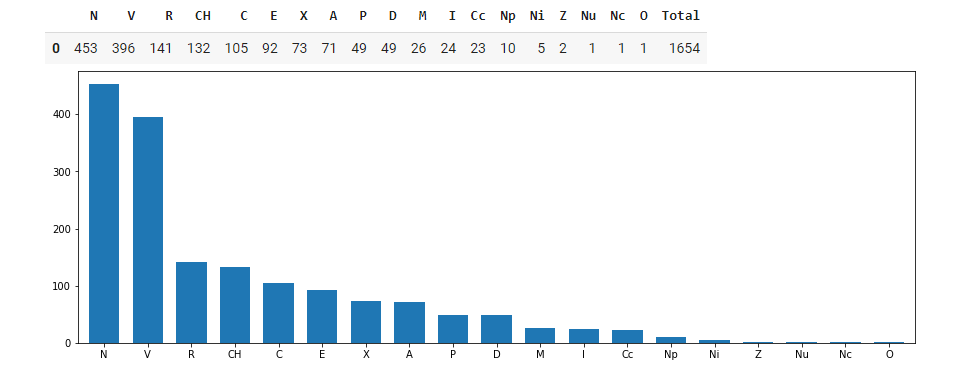 N V R CH C E X A P D M I Cc Np Ni Z Nu Nc O Total
0 453 396 141 132 105 92 73 71 49 49 26 24 23 10 5 2 1 1 1 1654
400
300
200
100
0
N V R CH C E X A P D M I Cc Np Ni Z Nu Nc O